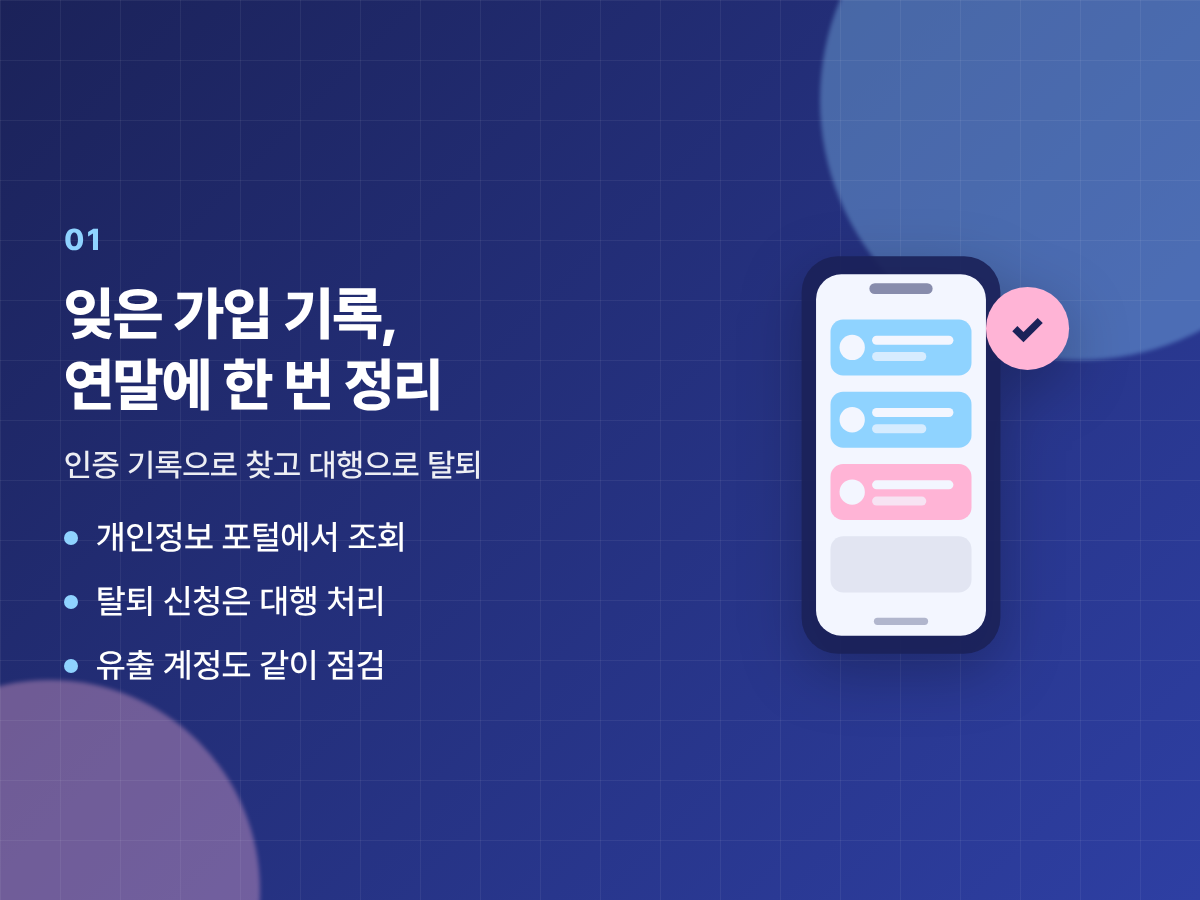 01
잊은 가입 기록,
연말에 한 번 정리
인증 기록으로 찾고 대행으로 탈퇴
개인정보 포털에서 조회
탈퇴 신청은 대행 처리
유출 계정도 같이 점검